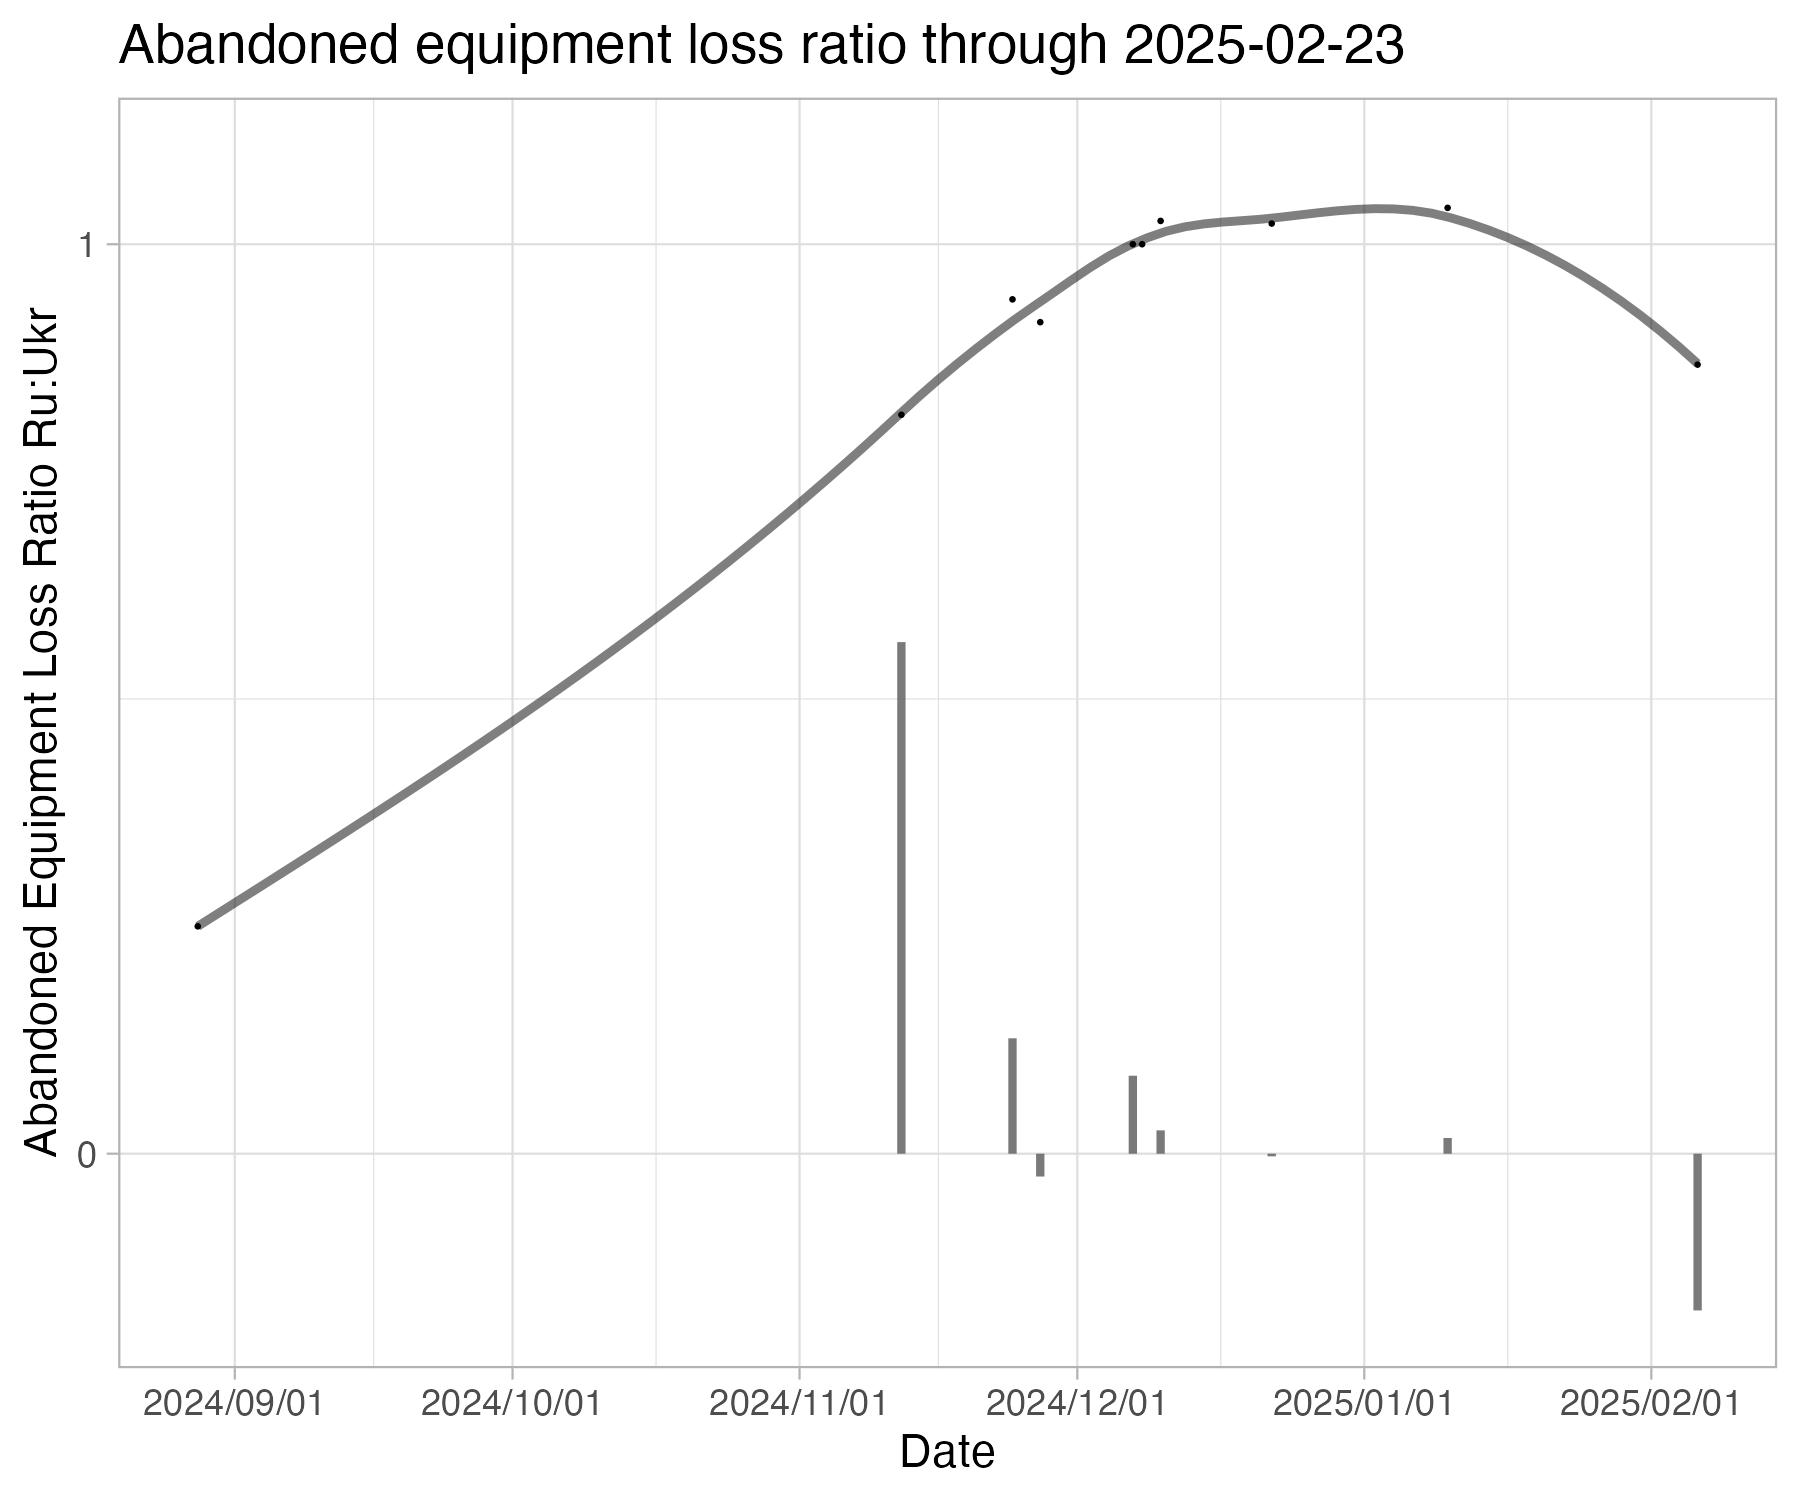 Abandoned equipment loss ratio through 2025-02-23
Abandoned Equipment Loss Ratio Ru:Ukr
1
0
2024/09/01 2024/10/01 2024/11/01 2024/12/01 2025/01/01 2025/02/01
Date